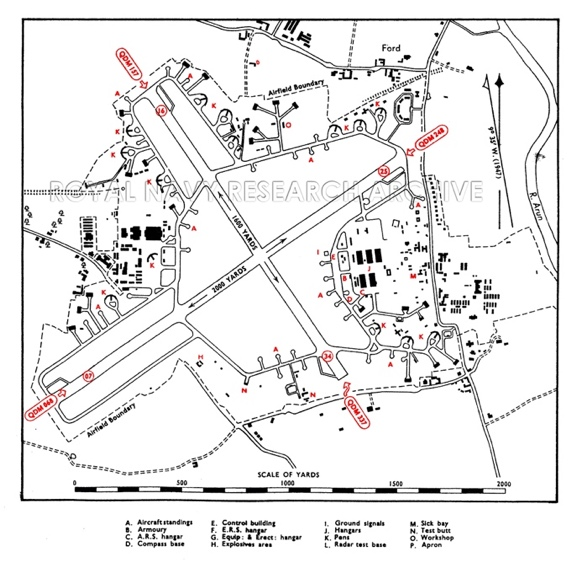 Ford
QDM 157
Airfield Boundary
A
A
A
K
K
P
O
K
K
K
16
QDM 248
25
9° 35' W. (1947)
R. Arun
ROYAL NAVY RESEARCH ARCHIVE
1600 YARDS
2000 YARDS
A
K
K
A
A
K
I
E
B
J
A
A
D
C
M
A
K
K
A
A
34
H
N
N
07
QDM 068
QDM 337
Airfield Boundary
SCALE OF YARDS
0 500 1000 1500 2000
A. Aircraft standings
B. Armoury
C. A.R.S. hangar
D. Compass base
E. Control building
F. E.R.S. hangar
G. Equip: & Erect: hangar
H. Explosives area
I. Ground signals
J. Hangars
K. Pens
L. Radar test base
M. Sick bay
N. Test butt
O. Workshop
P. Apron